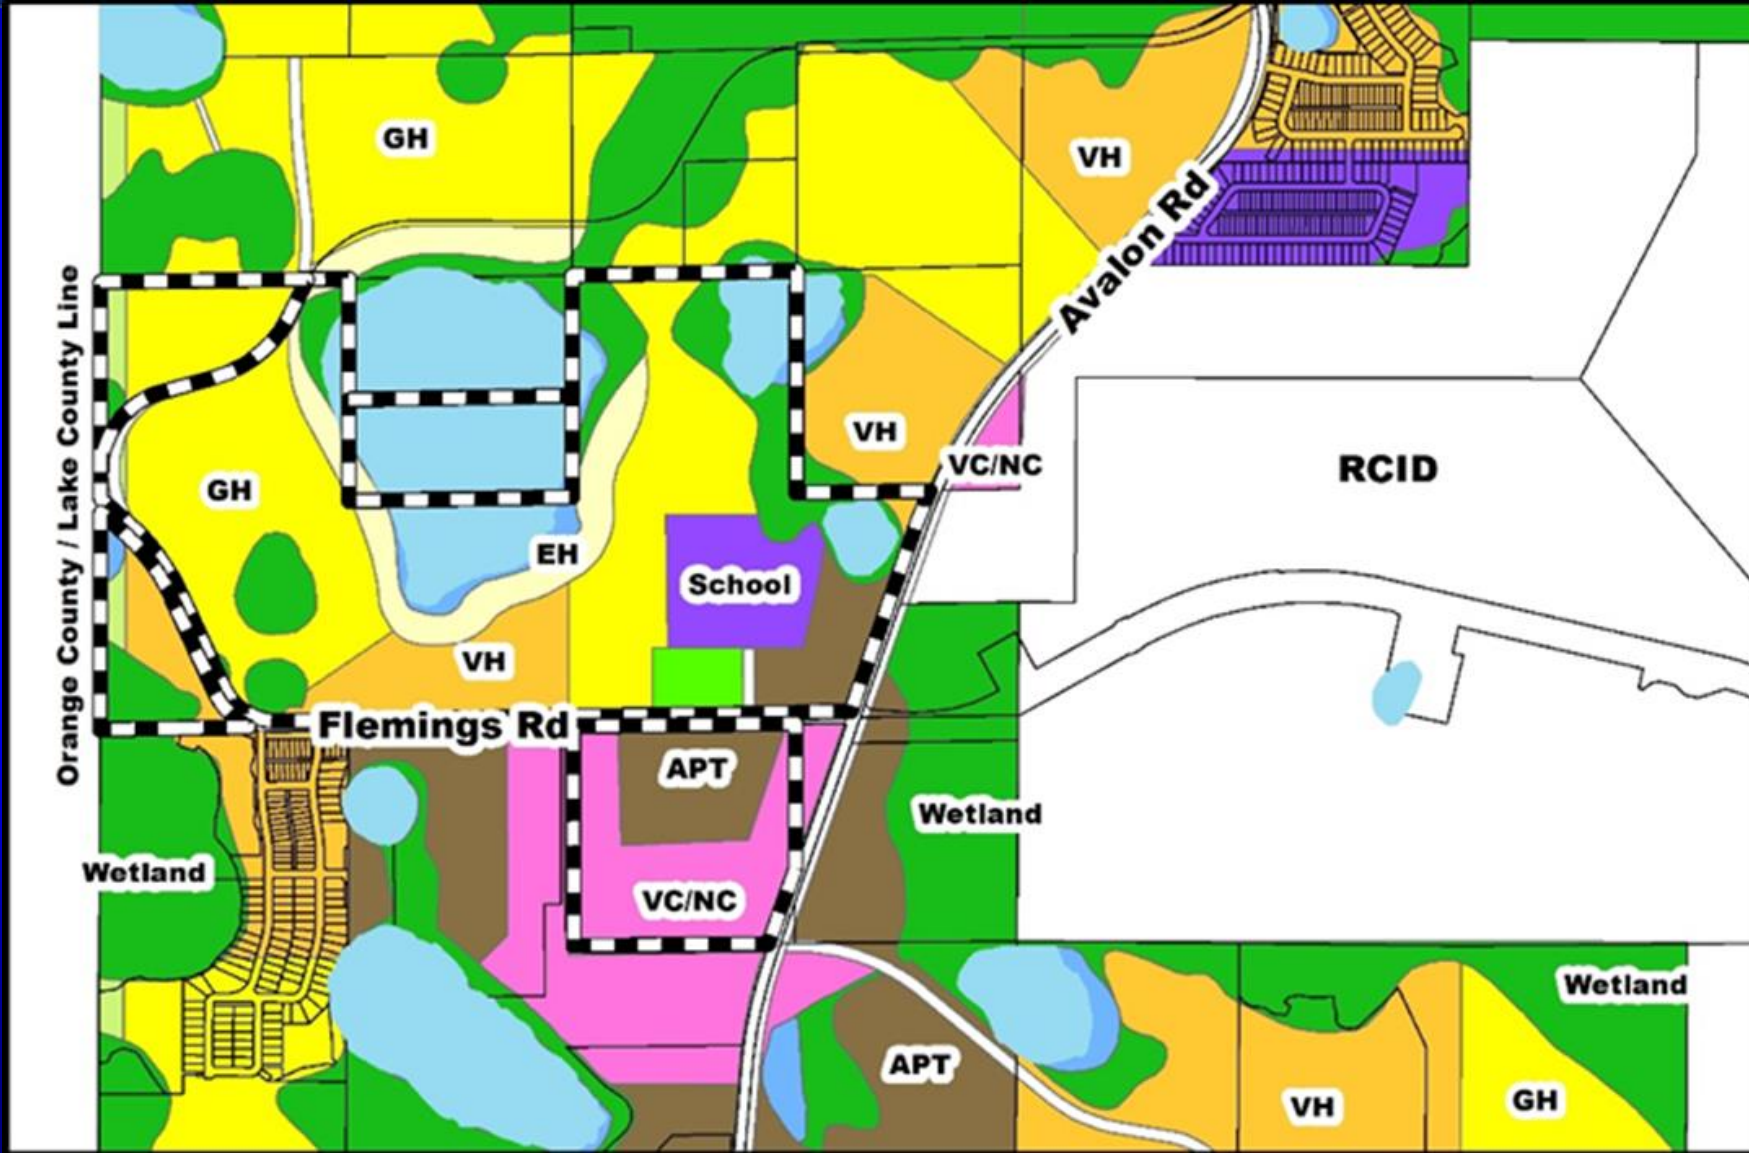 GH
VH
Avalon Rd
Orange County / Lake County Line
VH
VC/NC
RCID
GH
EH
School
VH
Flemings Rd
APT
Wetland
Wetland
VC/NC
Wetland
APT
VH
GH